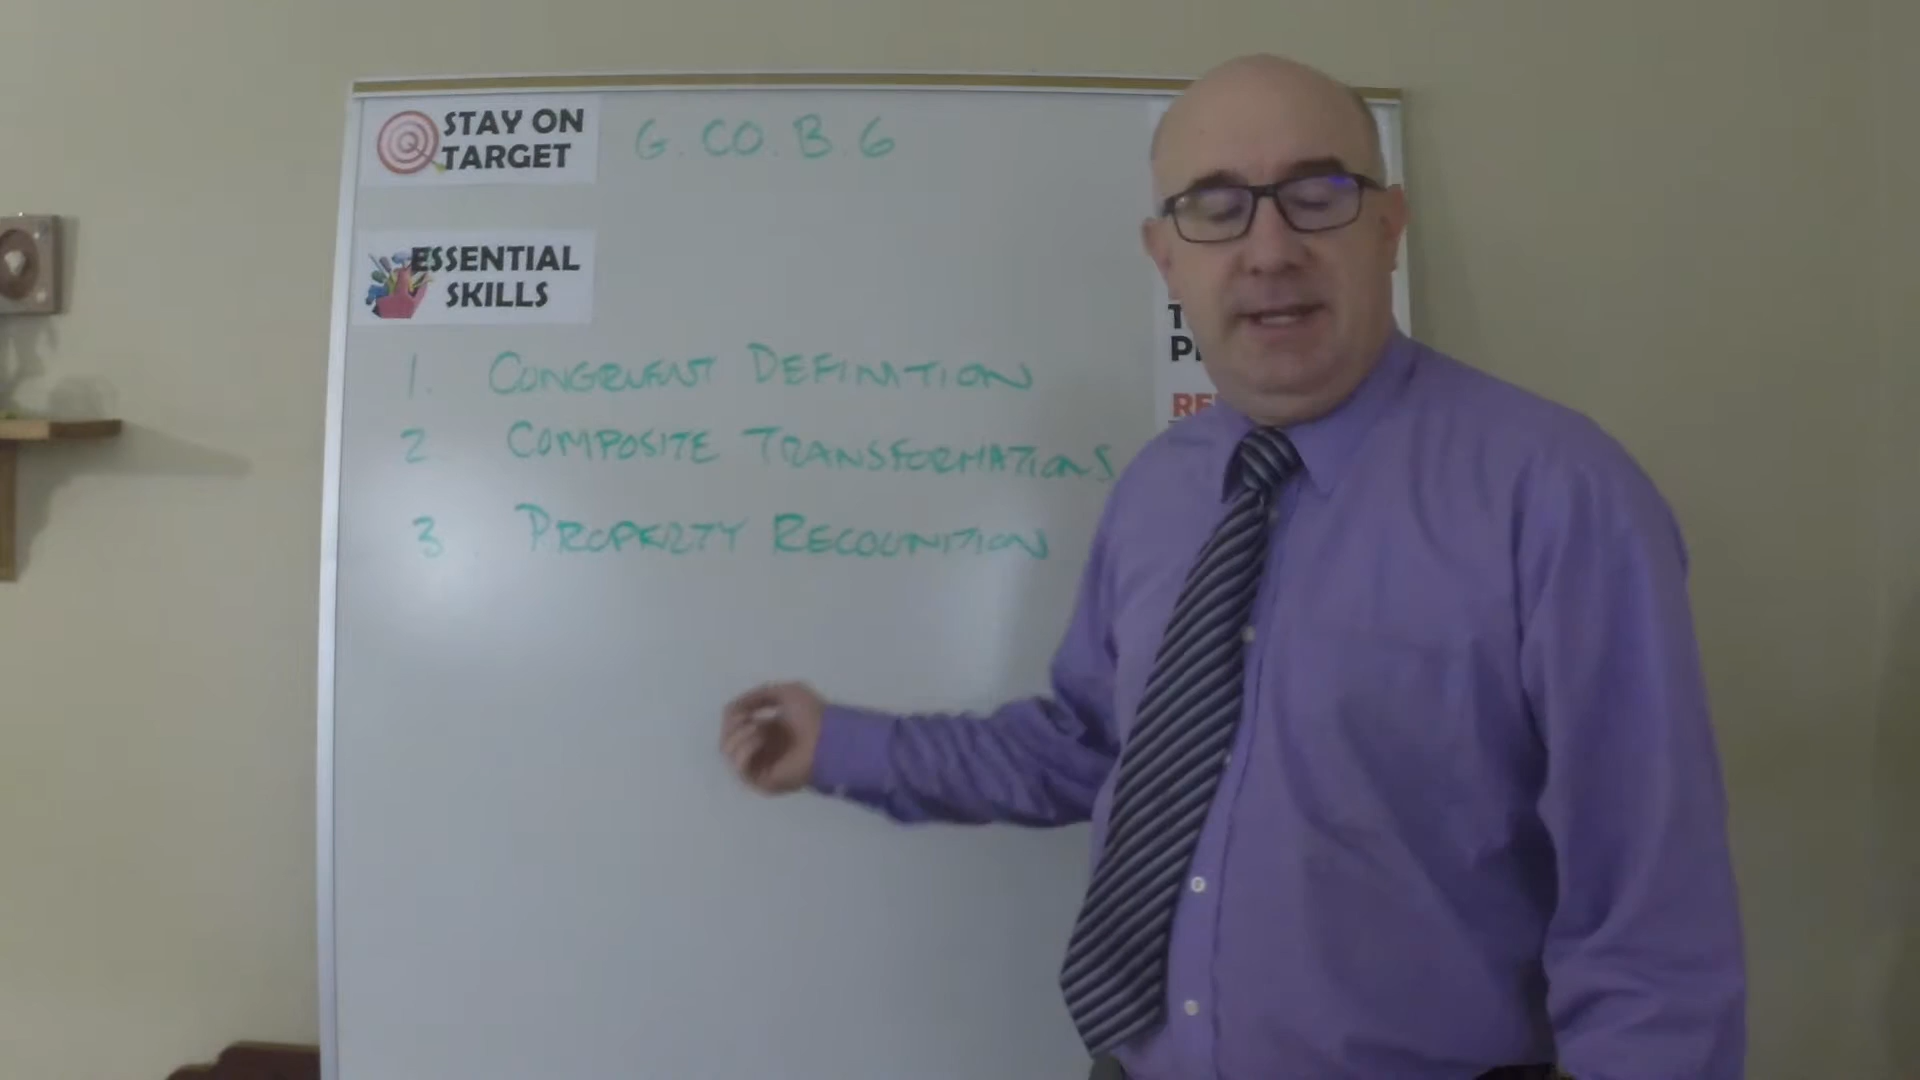 STAY ON
TARGET
G.CO.B.6
ESSENTIAL
SKILLS
1. CONGRUENT DEFINITION
2 COMPOSITE TRANSFORMATIONS
3. PROPERTY RECOGNITION